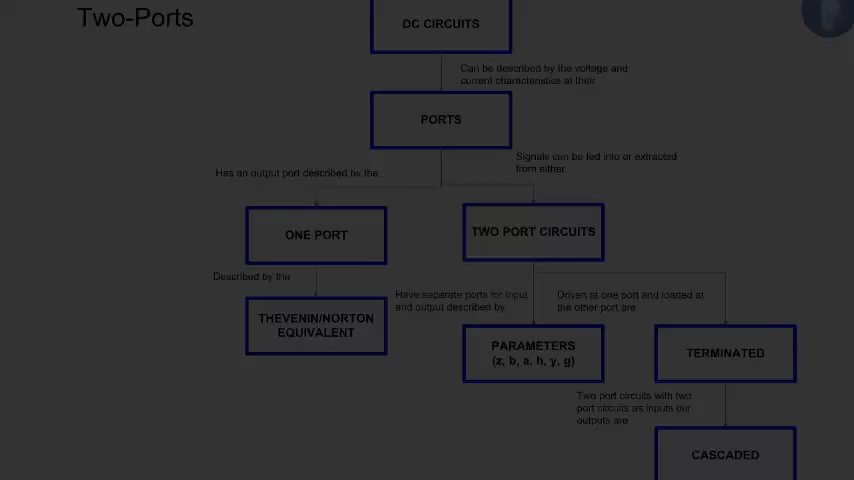 Two-Ports
DC CIRCUITS
Can be described by the voltage and
current characteristics at their
PORTS
Signals can be fed into or extracted
from either
Has an output port described by the..
ONE PORT
TWO PORT CIRCUITS
Described by the
Have separate ports for input
and output described by
Driven at one port and loaded at
the other port are
THEVENIN/NORTON
EQUIVALENT
PARAMETERS
(z, b, a, h, y, g)
TERMINATED
Two port circuits with two
port circuits as inputs our
outputs are
CASCADED